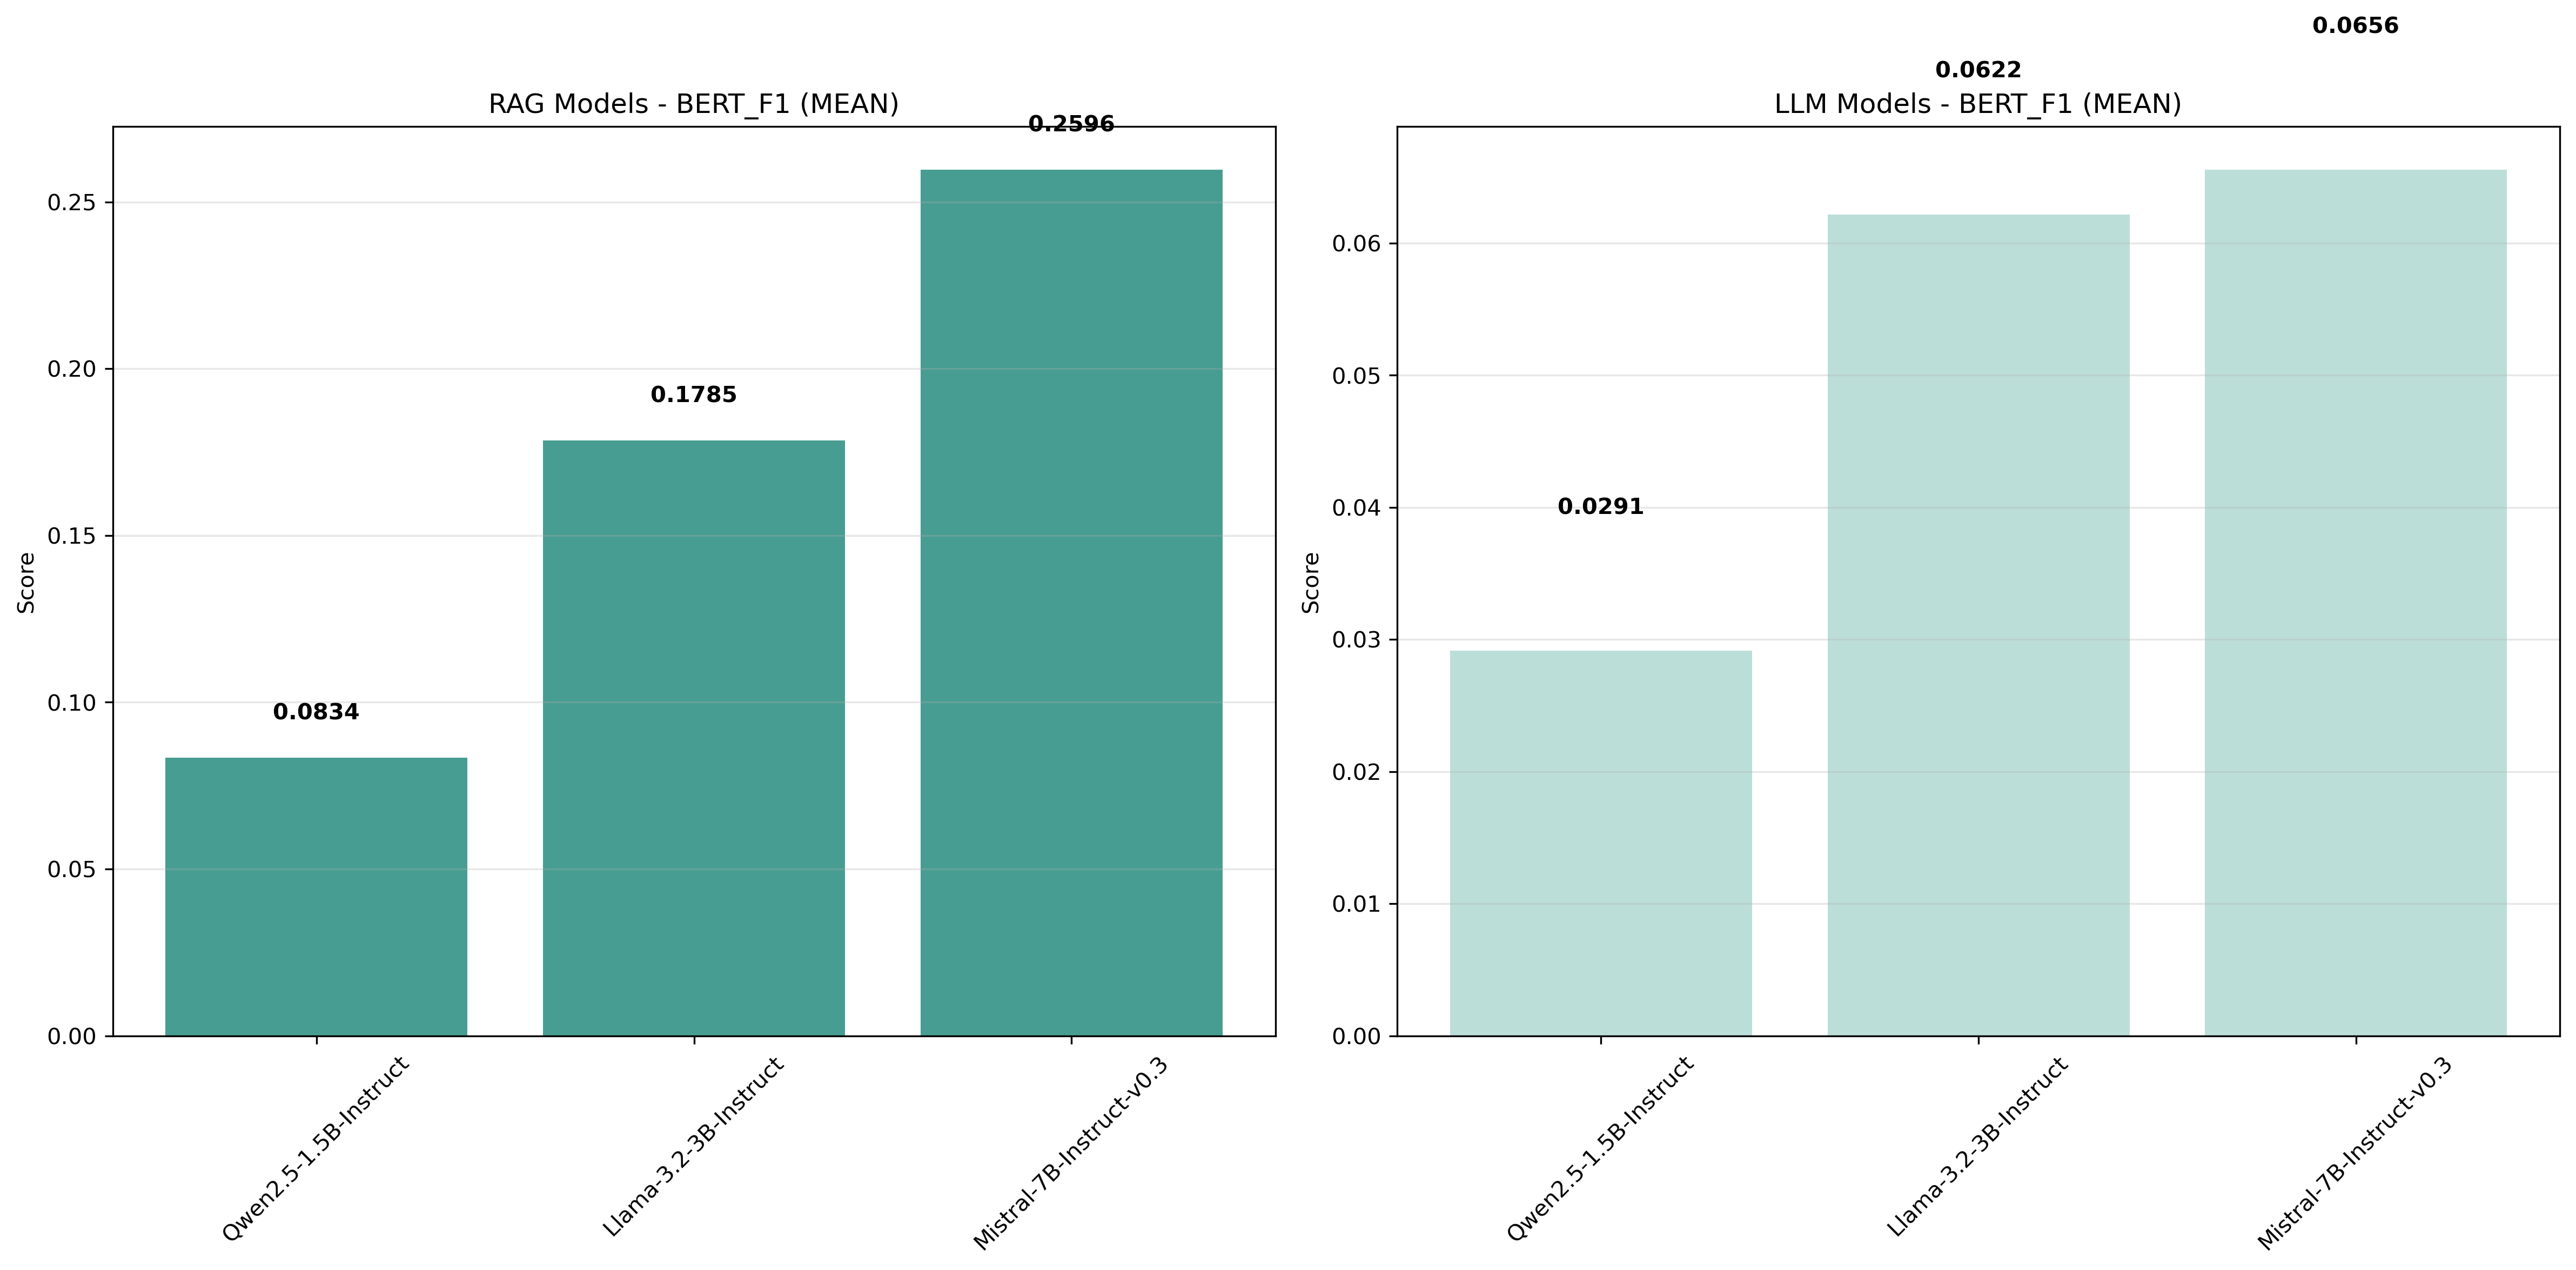 RAG Models - BERT_F1 (MEAN)
Score
0.25
0.20
0.15
0.10
0.05
0.00
0.0834
0.1785
0.2596
Qwen2.5-1.5B-Instruct
Llama-3.2-3B-Instruct
Mistral-7B-Instruct-v0.3
LLM Models - BERT_F1 (MEAN)
Score
0.06
0.05
0.04
0.03
0.02
0.01
0.00
0.0291
0.0622
0.0656
Qwen2.5-1.5B-Instruct
Llama-3.2-3B-Instruct
Mistral-7B-Instruct-v0.3